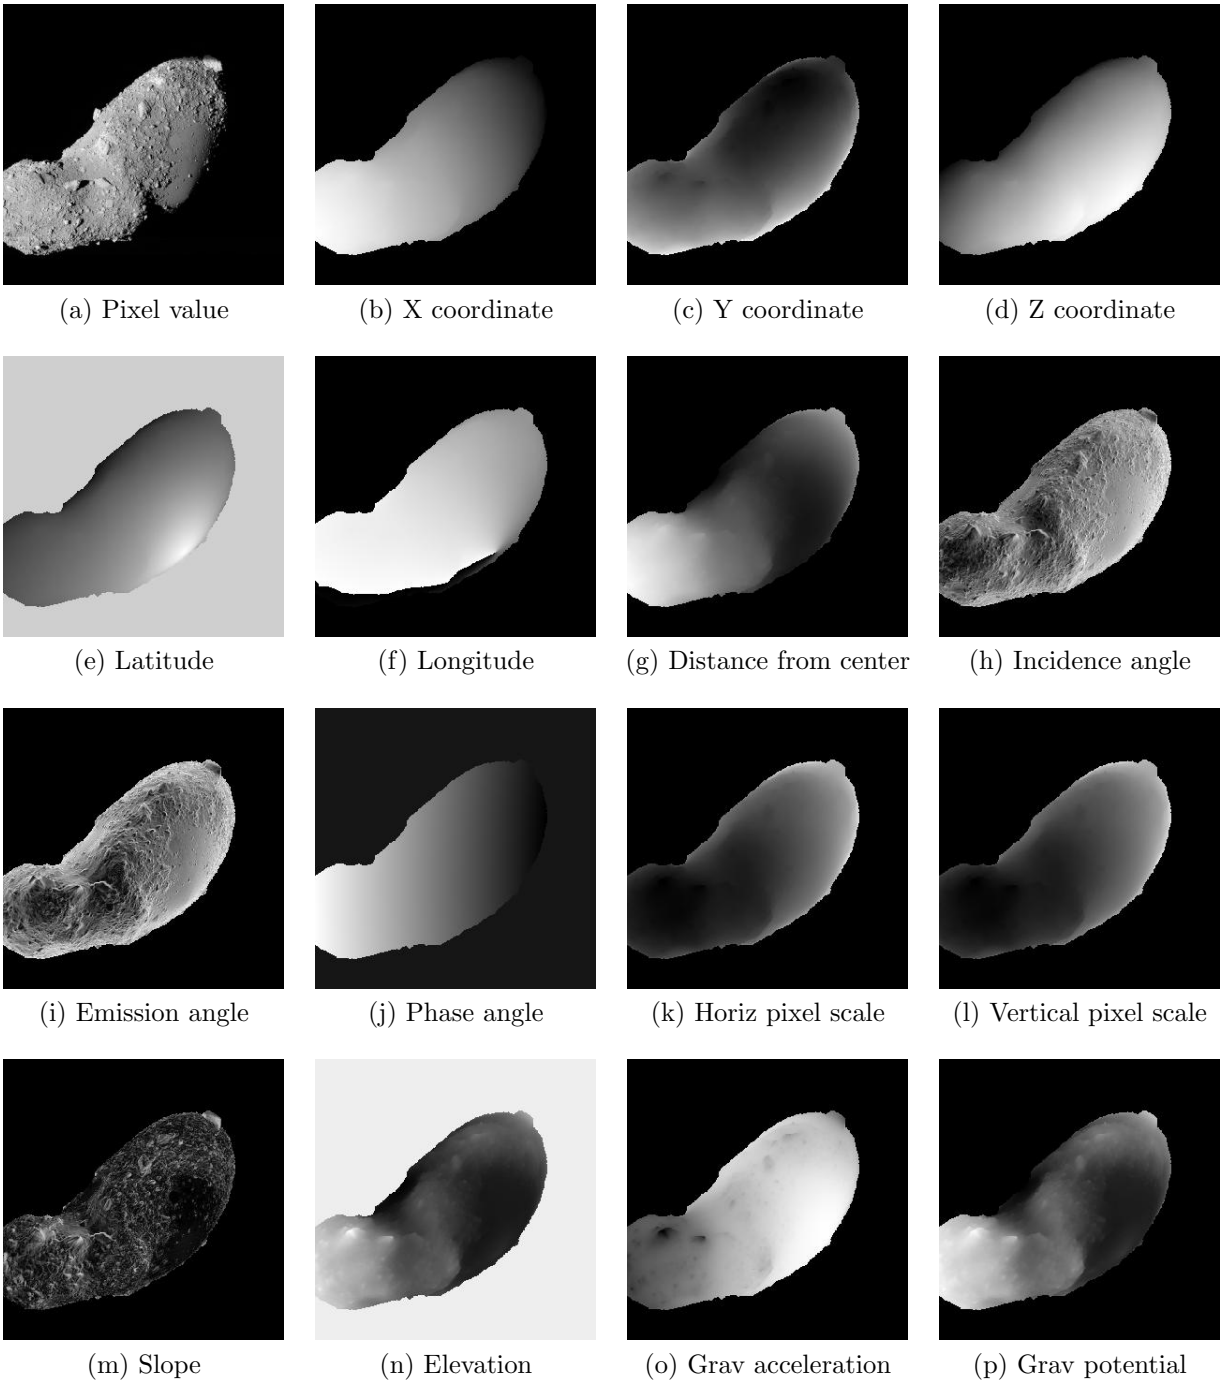 (a) Pixel value
(b) X coordinate
(c) Y coordinate
(d) Z coordinate
(e) Latitude
(f) Longitude
(g) Distance from center
(h) Incidence angle
(i) Emission angle
(j) Phase angle
(k) Horiz pixel scale
(l) Vertical pixel scale
(m) Slope
(n) Elevation
(o) Grav acceleration
(p) Grav potential